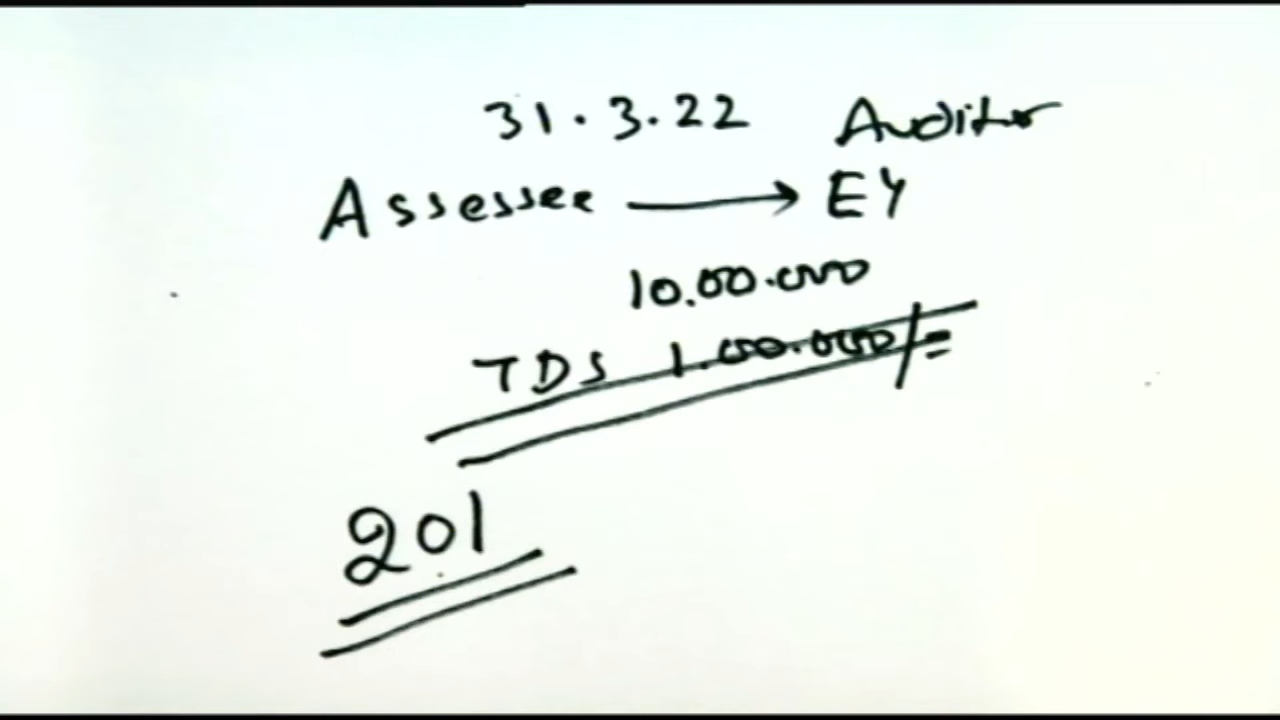 31.3.22 Auditor
Assessee → EY
10.00.000
TDS 1.00.000/=
201